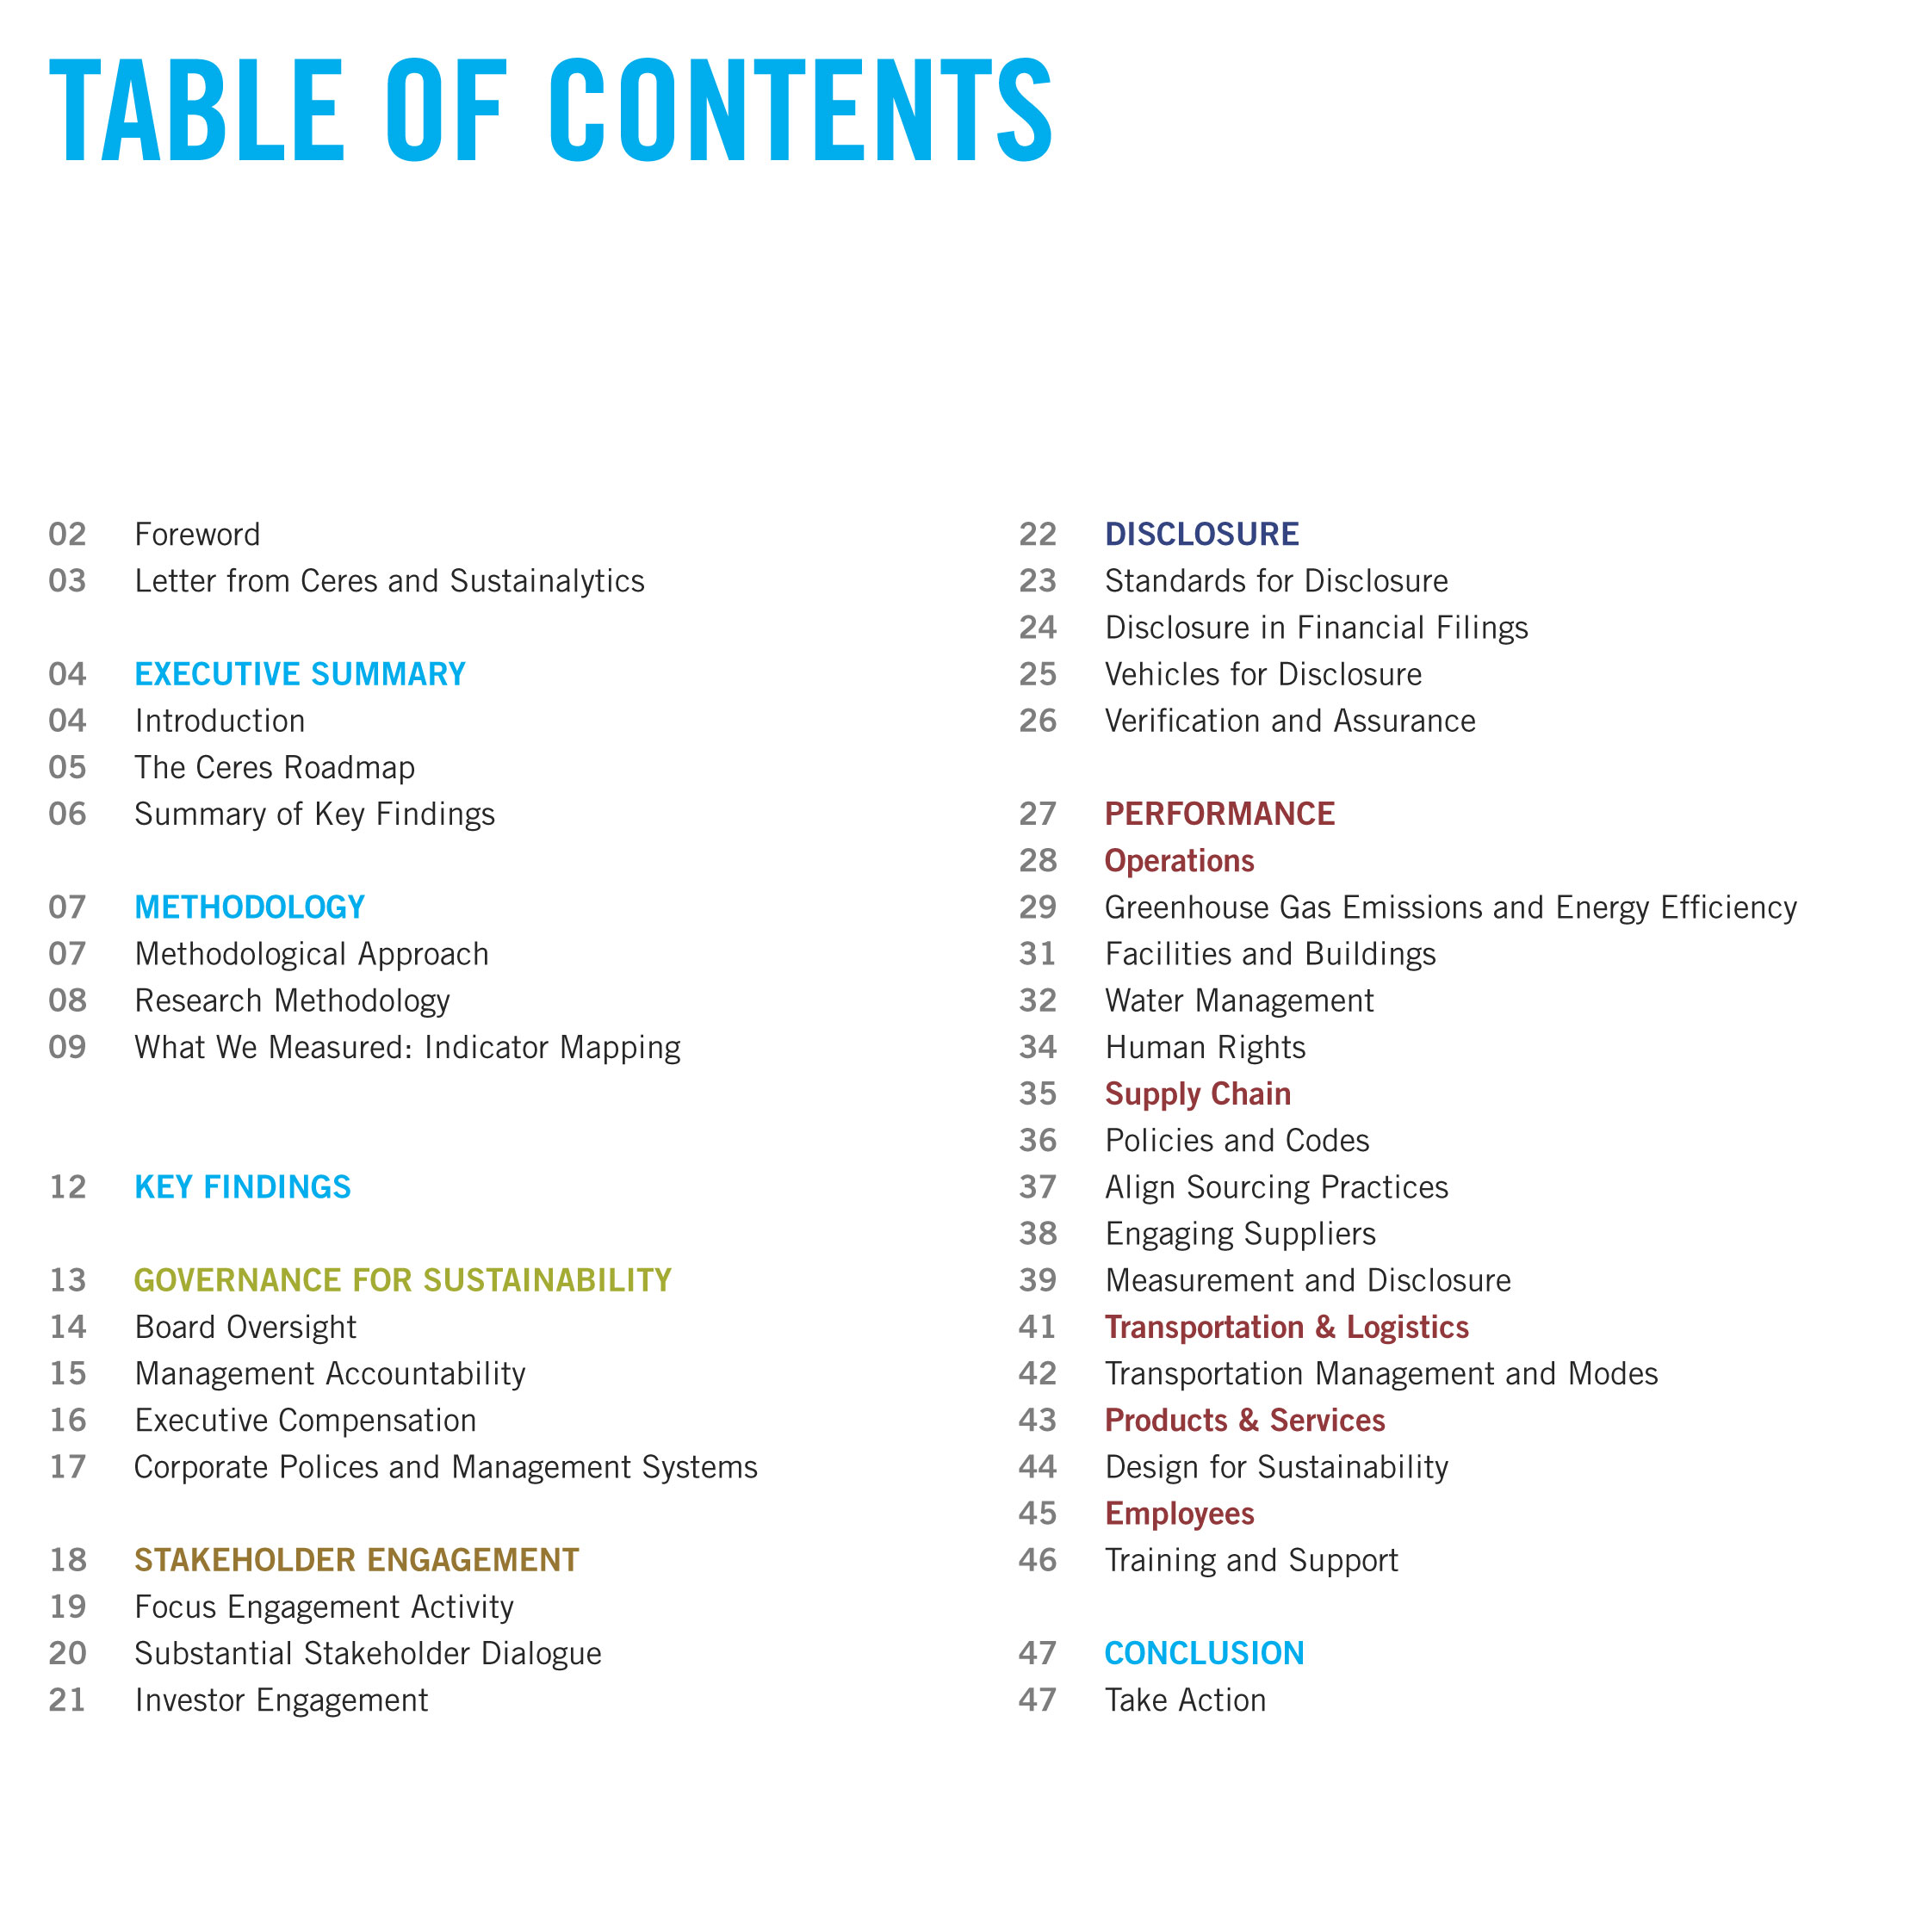 TABLE OF CONTENTS
02 Foreword
03 Letter from Ceres and Sustainalytics
04 EXECUTIVE SUMMARY
04 Introduction
05 The Ceres Roadmap
06 Summary of Key Findings
07 METHODOLOGY
07 Methodological Approach
08 Research Methodology
09 What We Measured: Indicator Mapping
12 KEY FINDINGS
13 GOVERNANCE FOR SUSTAINABILITY
14 Board Oversight
15 Management Accountability
16 Executive Compensation
17 Corporate Polices and Management Systems
18 STAKEHOLDER ENGAGEMENT
19 Focus Engagement Activity
20 Substantial Stakeholder Dialogue
21 Investor Engagement
22 DISCLOSURE
23 Standards for Disclosure
24 Disclosure in Financial Filings
25 Vehicles for Disclosure
26 Verification and Assurance
27 PERFORMANCE
28 Operations
29 Greenhouse Gas Emissions and Energy Efficiency
31 Facilities and Buildings
32 Water Management
34 Human Rights
35 Supply Chain
36 Policies and Codes
37 Align Sourcing Practices
38 Engaging Suppliers
39 Measurement and Disclosure
41 Transportation & Logistics
42 Transportation Management and Modes
43 Products & Services
44 Design for Sustainability
45 Employees
46 Training and Support
47 CONCLUSION
47 Take Action